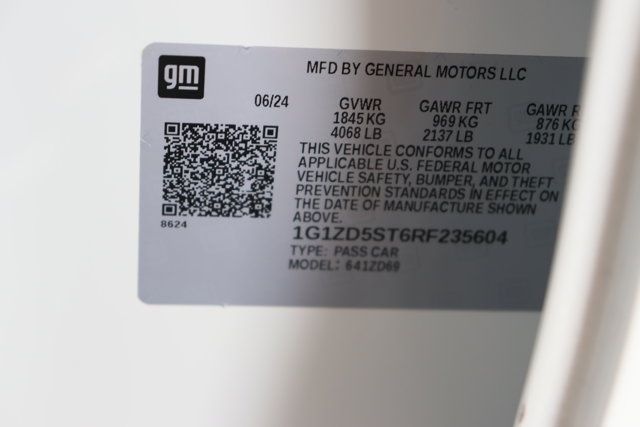 gm
MFD BY GENERAL MOTORS LLC
06/24 GVWR GAWR FRT GAWR
1845 KG 969 KG 876 KG
4068 LB 2137 LB 1931 LB
THIS VEHICLE CONFORMS TO ALL
APPLICABLE U.S. FEDERAL MOTOR
VEHICLE SAFETY, BUMPER, AND THEFT
PREVENTION STANDARDS IN EFFECT ON
THE DATE OF MANUFACTURE SHOWN
ABOVE.
8624
1G1ZD5ST6RF235604
TYPE: PASS CAR
MODEL: 641ZD69